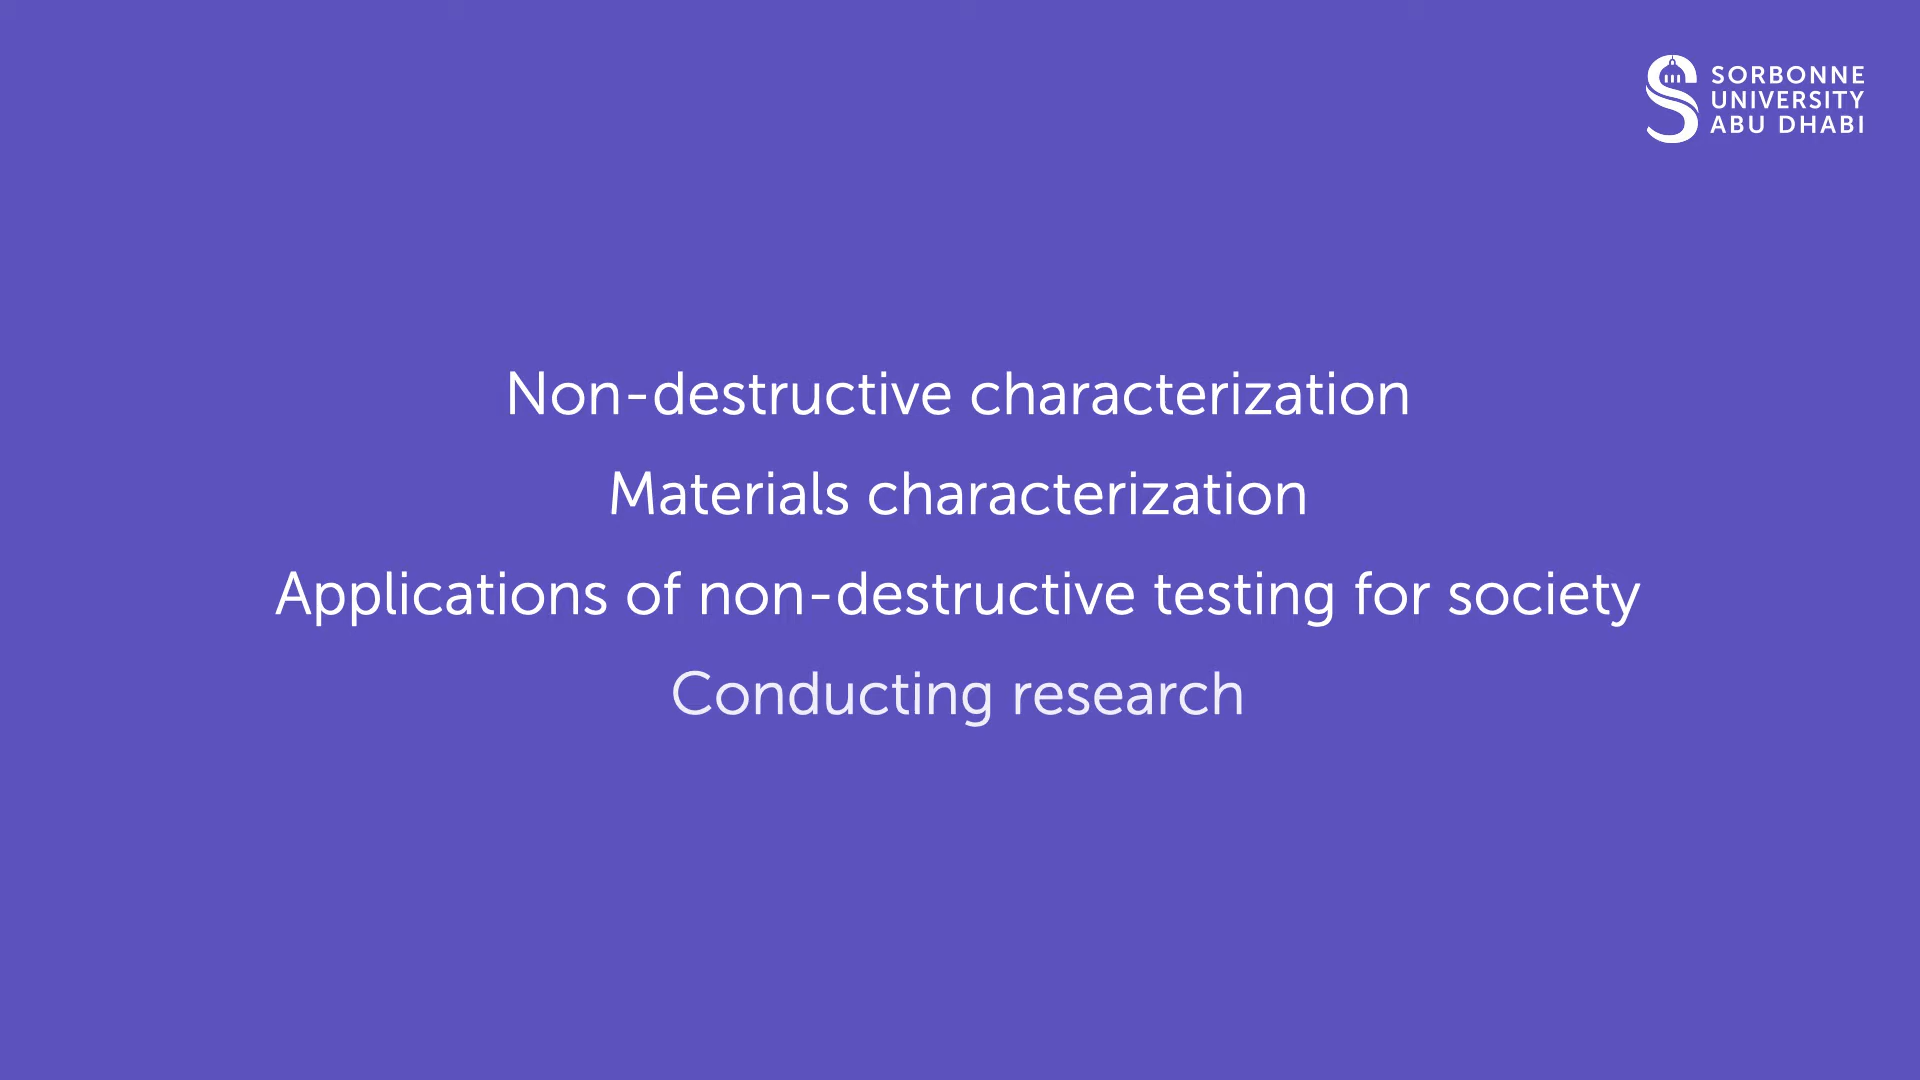 SORBONNE
UNIVERSITY
ABU DHABI
Non-destructive characterization
Materials characterization
Applications of non-destructive testing for society
Conducting research